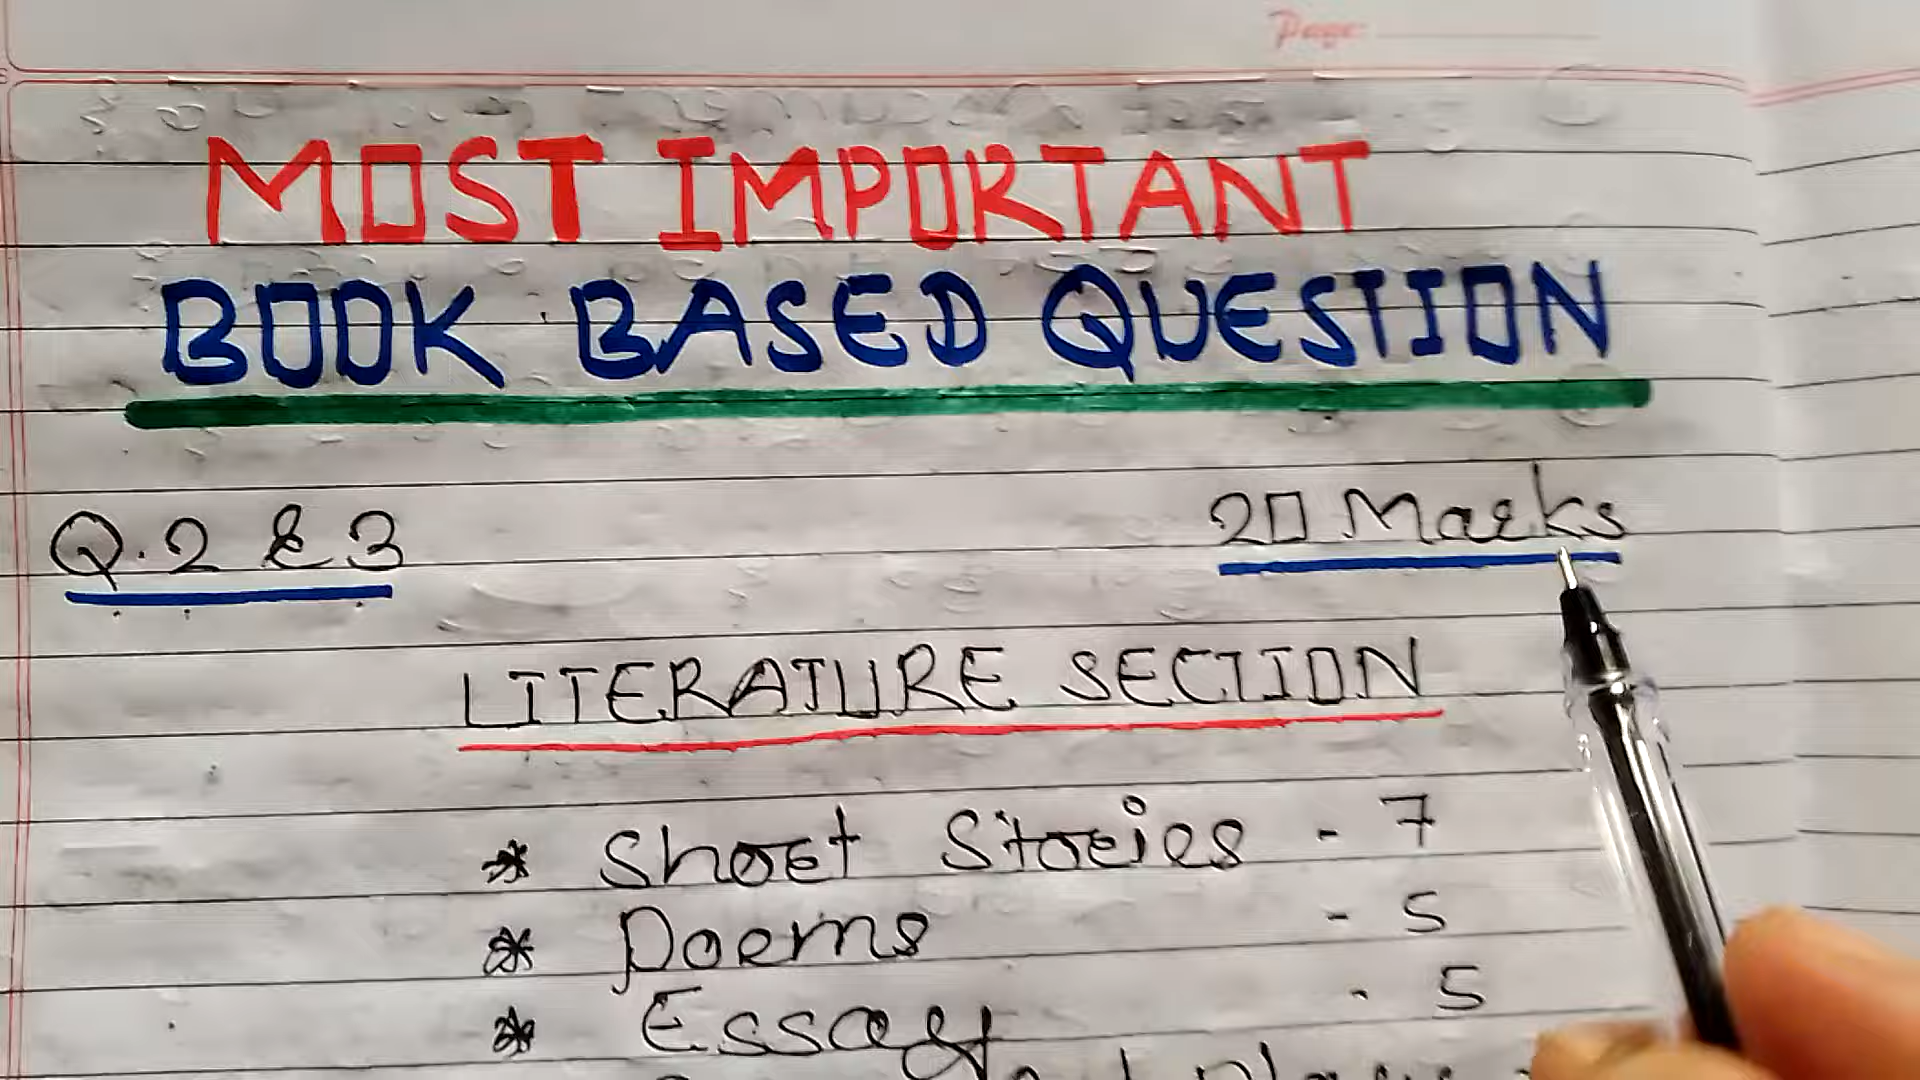 Page
MOST IMPORTANT
BOOK BASED QUESTION
Q.2 & 3 20 Marks
LITERATURE SECTION
* Short Stories - 7
* Poems - 5
* Essay - 5